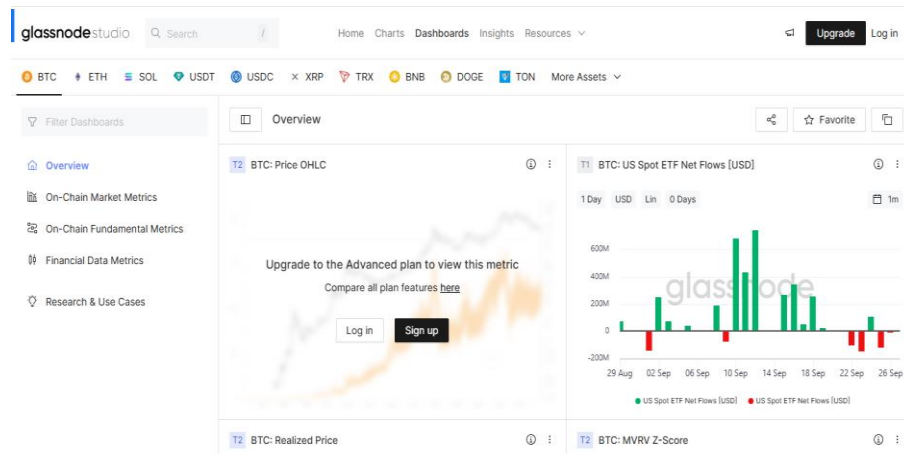 glassnode studio Search / Home Charts Dashboards Insights Resources Upgrade Log in
BTC ETH SOL USDT USDC XRP TRX BNB DOGE TON More Assets
Filter Dashboards
Overview
On-Chain Market Metrics
On-Chain Fundamental Metrics
Financial Data Metrics
Research & Use Cases
Overview Favorite
T2 BTC: Price OHLC
Upgrade to the Advanced plan to view this metric
Compare all plan features here
Log in Sign up
T1 BTC: US Spot ETF Net Flows [USD]
1 Day USD Lin 0 Days 1m
600M
400M
200M
0
-200M
glassnode
29 Aug 02 Sep 06 Sep 10 Sep 14 Sep 18 Sep 22 Sep 26 Sep
US Spot ETF Net Flows [USD] US Spot ETF Net Flows [USD]
T2 BTC: Realized Price
T2 BTC: MVRV Z-Score